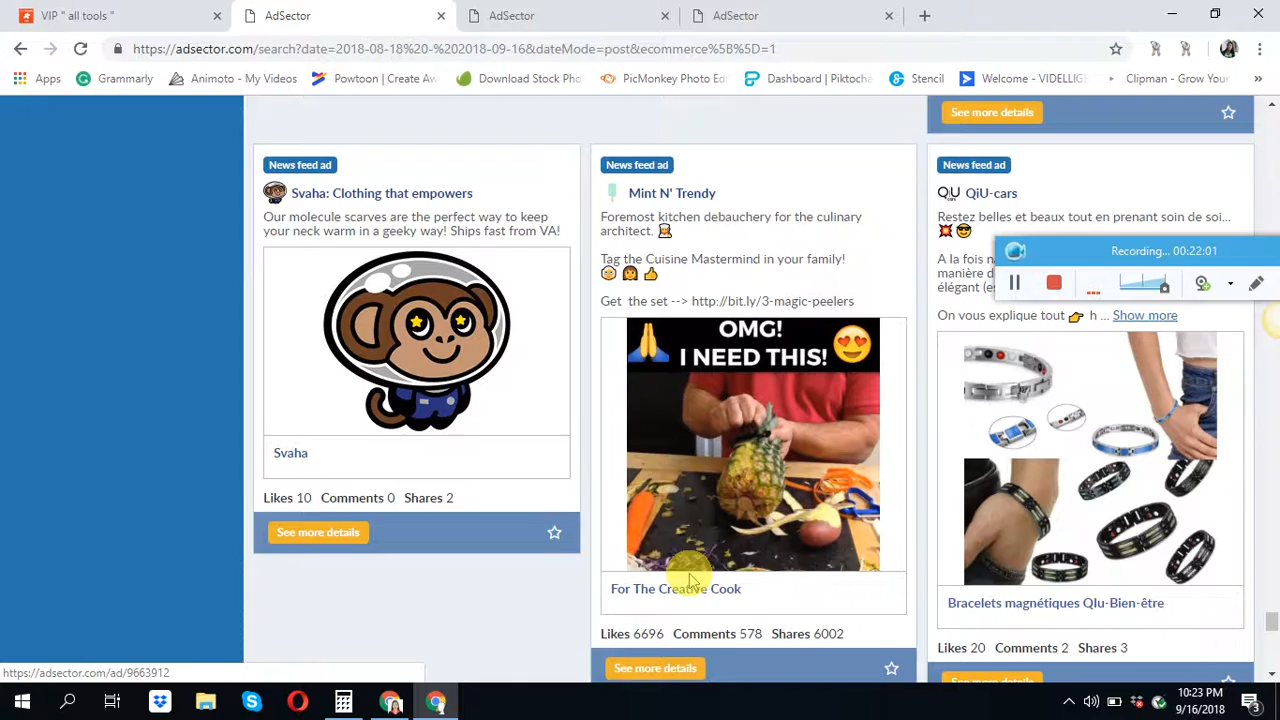 VIP " all tools "
AdSector
AdSector
AdSector
https://adsector.com/search?date=2018-08-18%20-%202018-09-16&dateMode=post&ecommerce%5B%5D=1
Apps
Grammarly
Animoto - My Videos
Powtoon | Create Aw
Download Stock Pho
PicMonkey Photo Edi
Dashboard | Piktocha
Stencil
Welcome - VIDELLIGE
Clipman - Grow Your
»
See more details
News feed ad
Svaha: Clothing that empowers
Our molecule scarves are the perfect way to keep
your neck warm in a geeky way! Ships fast from VA!
Svaha
Likes 10 Comments 0 Shares 2
See more details
News feed ad
Mint N' Trendy
Foremost kitchen debauchery for the culinary
architect.
Tag the Cuisine Mastermind in your family!
Get the set --> http://bit.ly/3-magic-peelers
OMG!
I NEED THIS!
For The Creative Cook
Likes 6696 Comments 578 Shares 6002
See more details
News feed ad
QiU cars
QiU-cars
Restez belles et beaux tout en prenant soin de soi...
A la fois
manière d
élégant (es
On vous explique tout 👉 h ... Show more
Bracelets magnétiques QIu-Bien-être
Likes 20 Comments 2 Shares 3
See more details
Recording... 00:22:01
https://adsector.com/ad/9663912
10:23 PM
9/16/2018
3